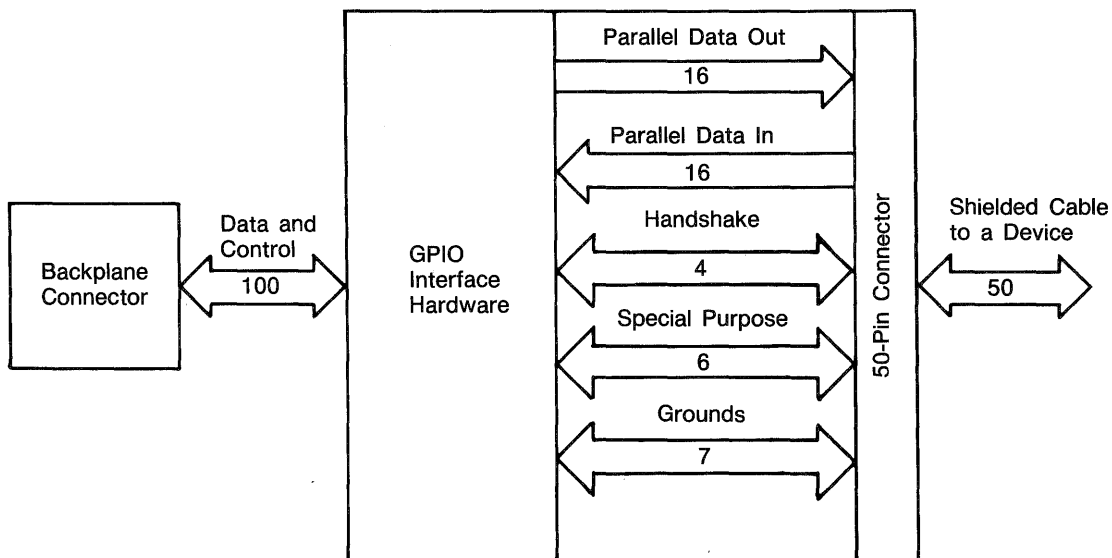 Backplane
Connector
Data and
Control
100
GPIO
Interface
Hardware
Parallel Data Out
16
Parallel Data In
16
Handshake
4
Special Purpose
6
Grounds
7
50-Pin Connector
Shielded Cable
to a Device
50